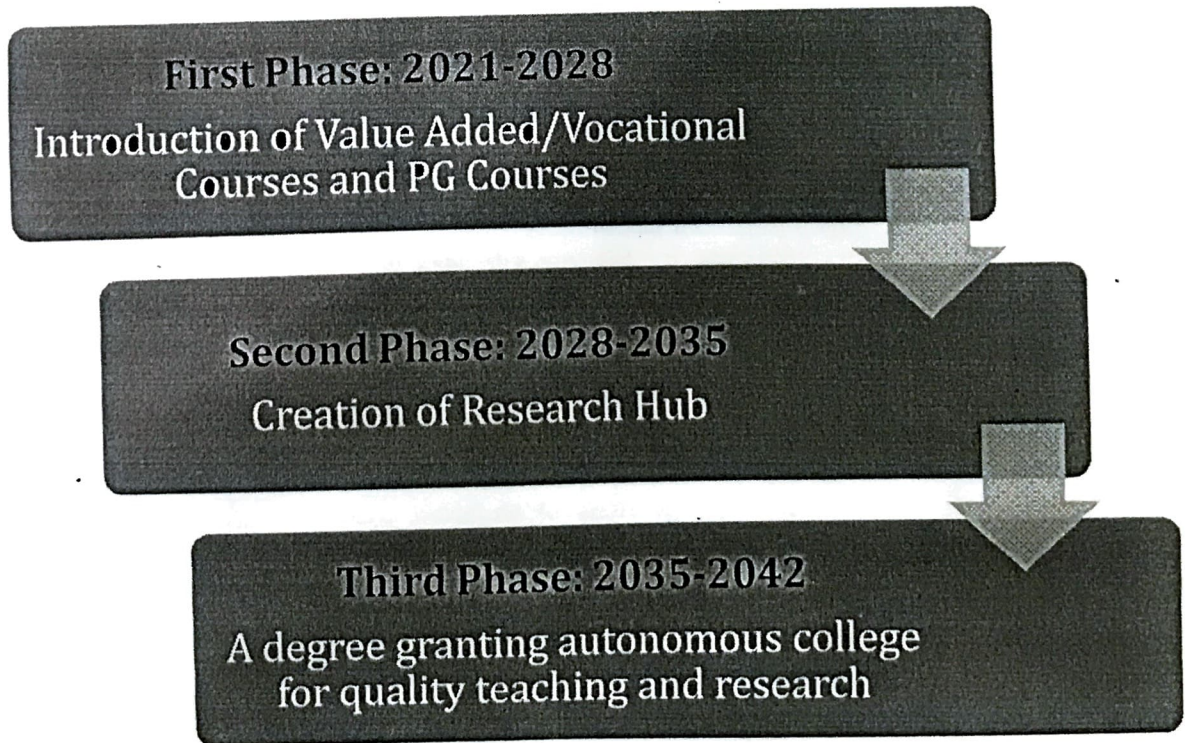 First Phase: 2021-2028
Introduction of Value Added/Vocational
Courses and PG Courses
Second Phase: 2028-2035
Creation of Research Hub
Third Phase: 2035-2042
A degree granting autonomous college
for quality teaching and research